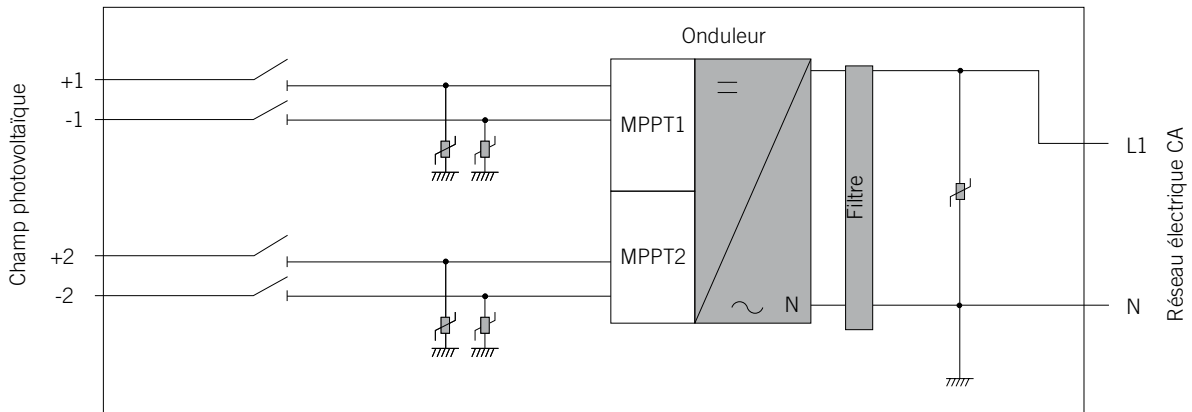 Onduleur
Champ photovoltaïque
+1
-1
+2
-2
MPPT1
MPPT2
N
Filtre
L1
N
Réseau électrique CA